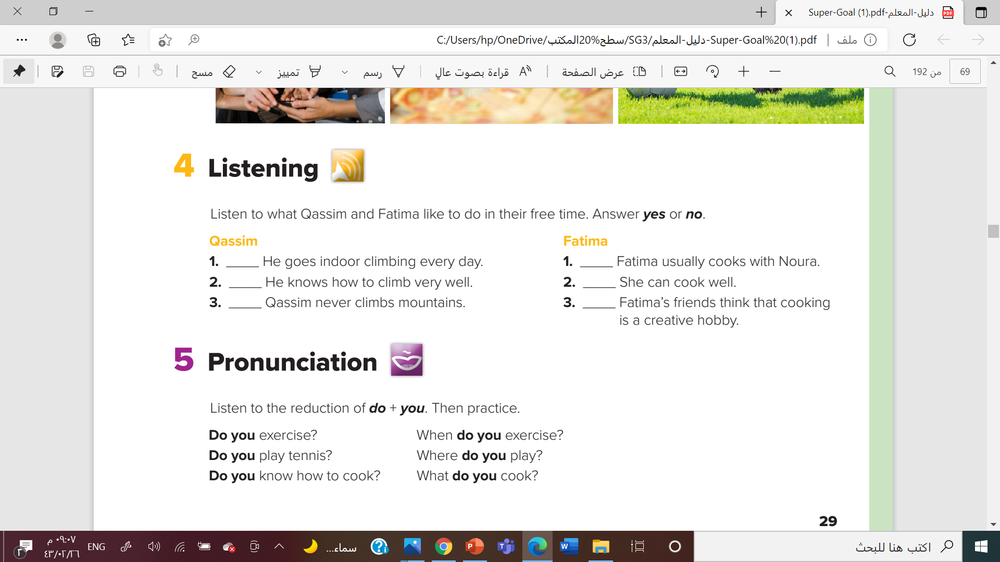 دليل-المعلم-Super-Goal (1).pdf
ملف
C:/Users/hp/OneDrive/سطح%20المكتب/SG3/دليل-المعلم-Super-Goal%20(1).pdf
69 من 192
عرض الصفحة
قراءة بصوت عالٍ
رسم
تمييز
مسح
4 Listening
Listen to what Qassim and Fatima like to do in their free time. Answer yes or no.
Qassim
1. _____ He goes indoor climbing every day.
2. _____ He knows how to climb very well.
3. _____ Qassim never climbs mountains.
Fatima
1. _____ Fatima usually cooks with Noura.
2. _____ She can cook well.
3. _____ Fatima’s friends think that cooking
is a creative hobby.
5 Pronunciation
Listen to the reduction of do + you. Then practice.
Do you exercise?
Do you play tennis?
Do you know how to cook?
When do you exercise?
Where do you play?
What do you cook?
29
اكتب هنا للبحث
سماء...
ENG
٠٩:٠٧ م
٤٣/٠٢/٢٦
٣